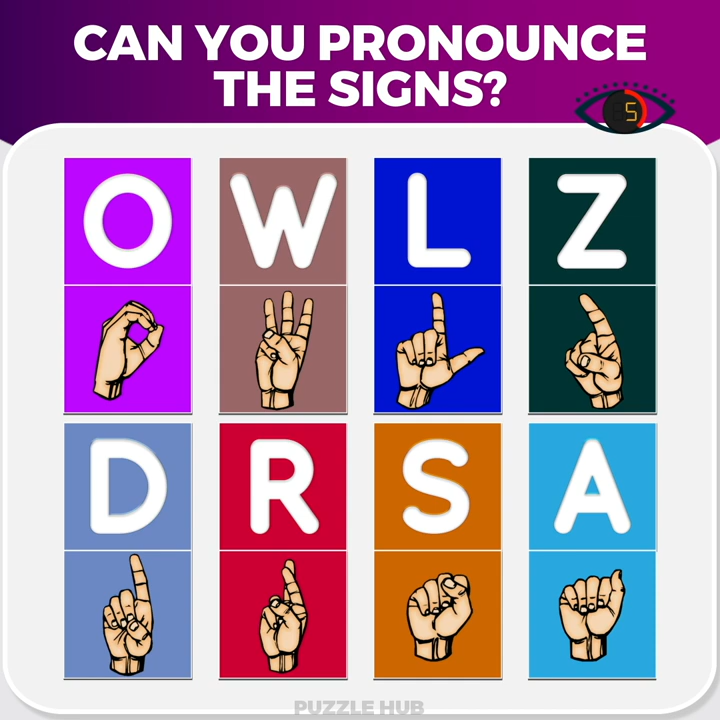 CAN YOU PRONOUNCE
THE SIGNS?
5
O W L Z
D R S A
PUZZLE HUB